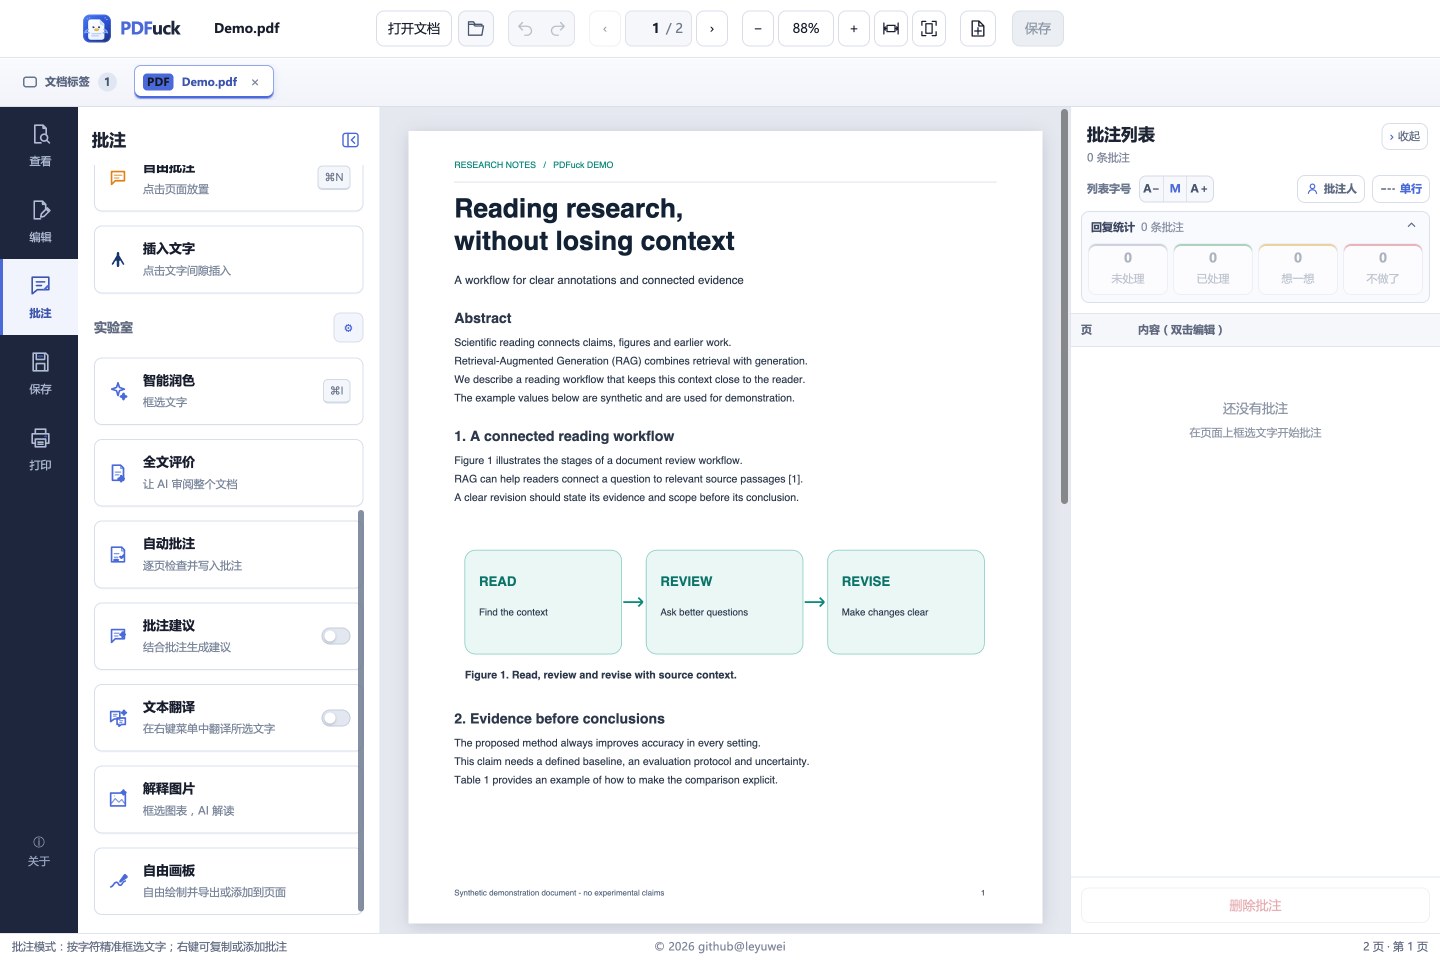 PDFuck
Demo.pdf
打开文档
1 / 2
88%
保存
文档标签 1
PDF Demo.pdf ×
查看
编辑
批注
保存
打印
关于
批注
自由批注
点击页面放置
⌘N
插入文字
点击文字间隙插入
实验室
智能润色
框选文字
⌘I
全文评价
让 AI 审阅整个文档
自动批注
逐页检查并写入批注
批注建议
结合批注生成建议
文本翻译
在右键菜单中翻译所选文字
解释图片
框选图表，AI 解读
自由画板
自由绘制并导出或添加到页面
RESEARCH NOTES / PDFuck DEMO
Reading research,
without losing context
A workflow for clear annotations and connected evidence
Abstract
Scientific reading connects claims, figures and earlier work.
Retrieval-Augmented Generation (RAG) combines retrieval with generation.
We describe a reading workflow that keeps this context close to the reader.
The example values below are synthetic and are used for demonstration.
1. A connected reading workflow
Figure 1 illustrates the stages of a document review workflow.
RAG can help readers connect a question to relevant source passages [1].
A clear revision should state its evidence and scope before its conclusion.
READ
Find the context
REVIEW
Ask better questions
REVISE
Make changes clear
Figure 1. Read, review and revise with source context.
2. Evidence before conclusions
The proposed method always improves accuracy in every setting.
This claim needs a defined baseline, an evaluation protocol and uncertainty.
Table 1 provides an example of how to make the comparison explicit.
Synthetic demonstration document - no experimental claims
1
批注列表
› 收起
0 条批注
列表字号 A− M A+
批注人
--- 单行
回复统计 0 条批注
0 未处理
0 已处理
0 想一想
0 不做了
页 内容（双击编辑）
还没有批注
在页面上框选文字开始批注
删除批注
批注模式：按字符精准框选文字；右键可复制或添加批注
© 2026 github@leyuwei
2 页 · 第 1 页